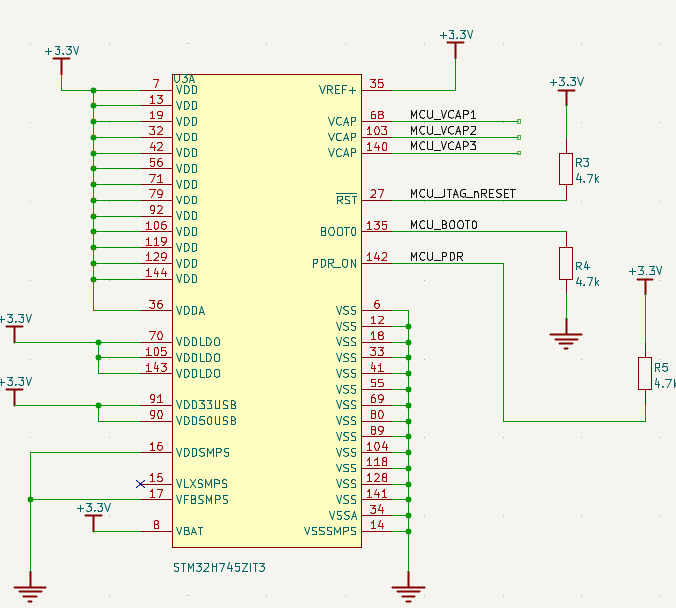 +3.3V
+3.3V
U3A
7 VDD VREF+ 35
+3.3V
13 VDD
19 VDD VCAP 68 MCU_VCAP1
32 VDD VCAP 103 MCU_VCAP2
42 VDD VCAP 140 MCU_VCAP3
56 VDD
R3
4.7k
71 VDD
79 VDD RST 27 MCU_JTAG_nRESET
92 VDD
106 VDD BOOT0 135 MCU_BOOT0
119 VDD
129 VDD PDR_ON 142 MCU_PDR
R4
4.7k
144 VDD
+3.3V
36 VDDA VSS 6
+3.3V
VSS 12
70 VDDLDO VSS 18
105 VDDLDO VSS 33
143 VDDLDO VSS 41
R5
4.7k
+3.3V
VSS 55
91 VDD33USB VSS 69
90 VDD50USB VSS 80
VSS 89
16 VDDSMPS VSS 104
VSS 118
15 VLXSMPS VSS 128
17 VFBSMPS VSS 141
+3.3V
VSSA 34
8 VBAT VSSSMPS 14
STM32H745ZIT3